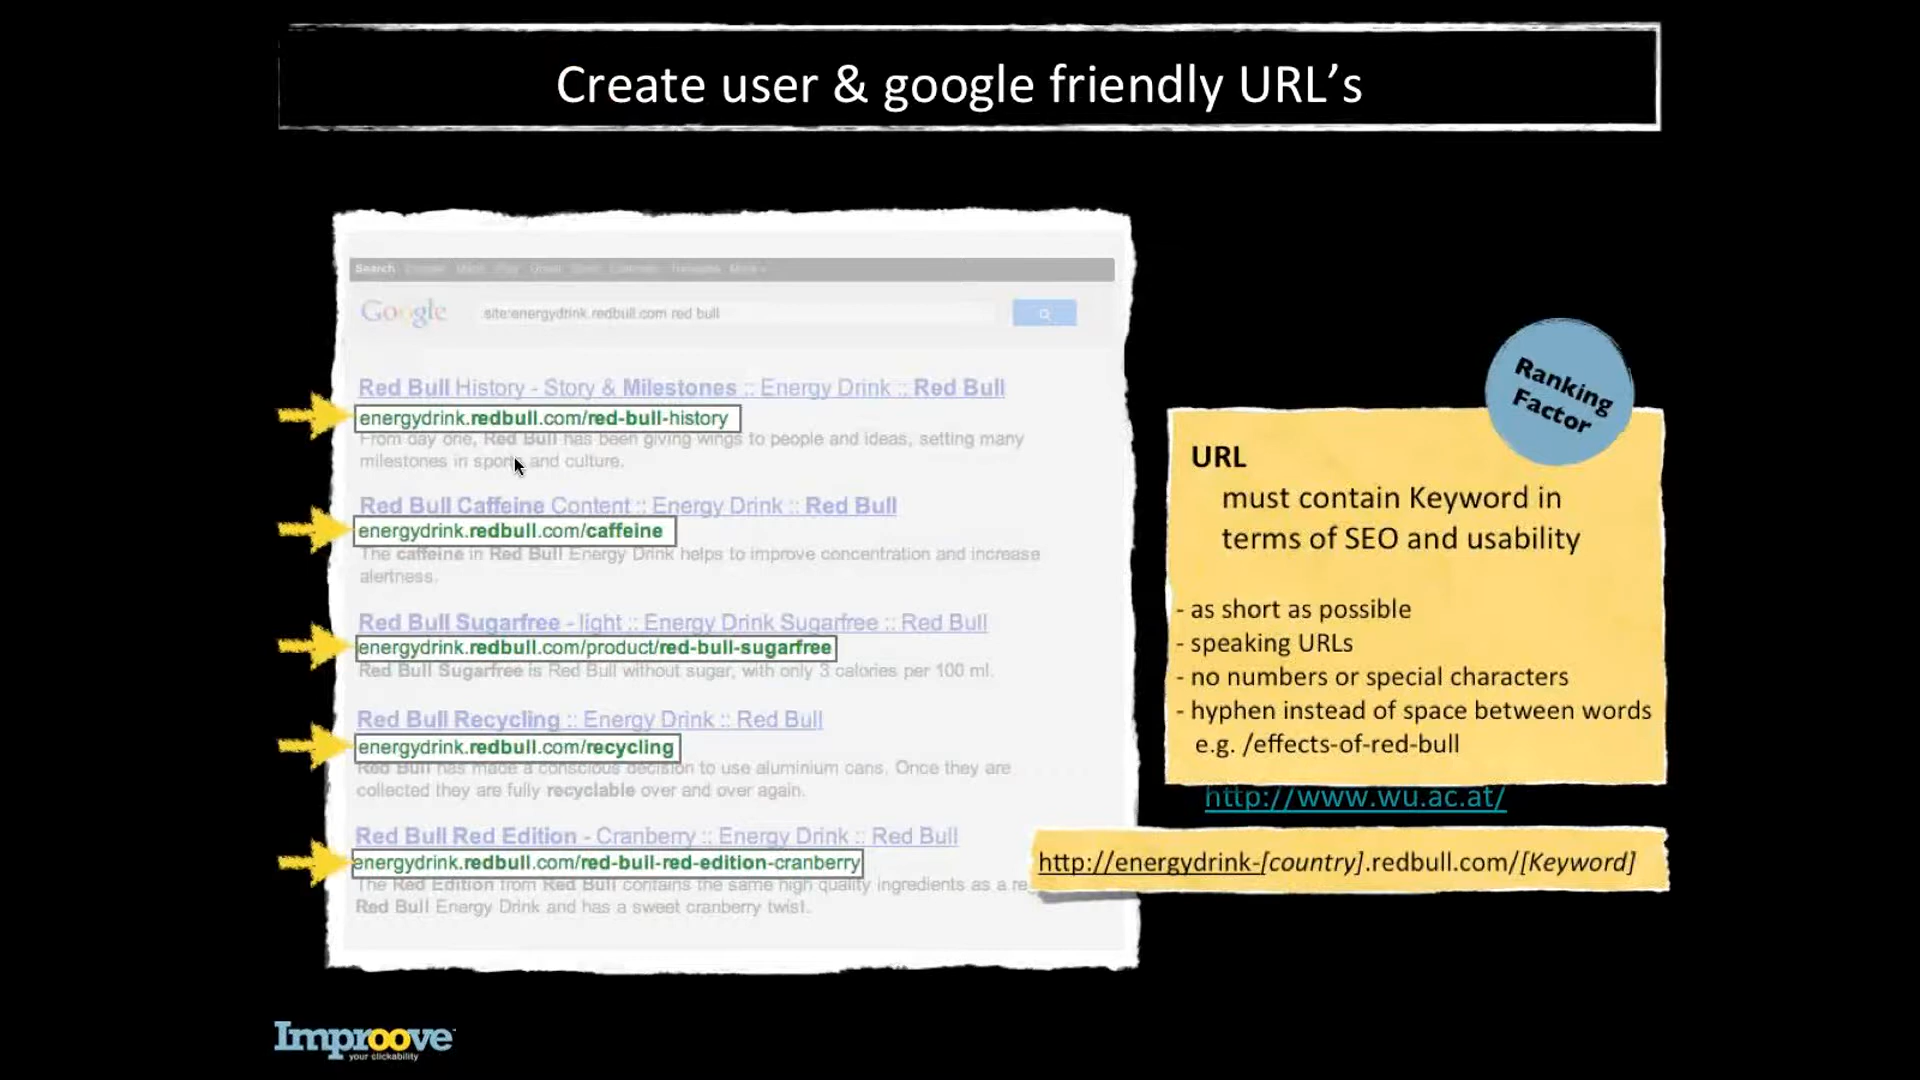 Create user & google friendly URL's
Search
Google
site:energydrink.redbull.com red bull
Red Bull History - Story & Milestones :: Energy Drink :: Red Bull
energydrink.redbull.com/red-bull-history
From day one, Red Bull has been giving wings to people and ideas, setting many
milestones in sports and culture.
Red Bull Caffeine Content :: Energy Drink :: Red Bull
energydrink.redbull.com/caffeine
The caffeine in Red Bull Energy Drink helps to improve concentration and increase
alertness.
Red Bull Sugarfree - light :: Energy Drink Sugarfree :: Red Bull
energydrink.redbull.com/product/red-bull-sugarfree
Red Bull Sugarfree is Red Bull without sugar, with only 3 calories per 100 ml.
Red Bull Recycling :: Energy Drink :: Red Bull
energydrink.redbull.com/recycling
Red Bull has made a conscious decision to use aluminium cans. Once they are
collected they are fully recyclable over and over again.
Red Bull Red Edition - Cranberry :: Energy Drink :: Red Bull
energydrink.redbull.com/red-bull-red-edition-cranberry
The Red Edition from Red Bull contains the same high quality ingredients as a re
Red Bull Energy Drink and has a sweet cranberry twist.
Ranking
Factor
URL
must contain Keyword in
terms of SEO and usability
- as short as possible
- speaking URLs
- no numbers or special characters
- hyphen instead of space between words
e.g. /effects-of-red-bull
http://www.wu.ac.at/
http://energydrink-[country].redbull.com/[Keyword]
Improove
your clickability